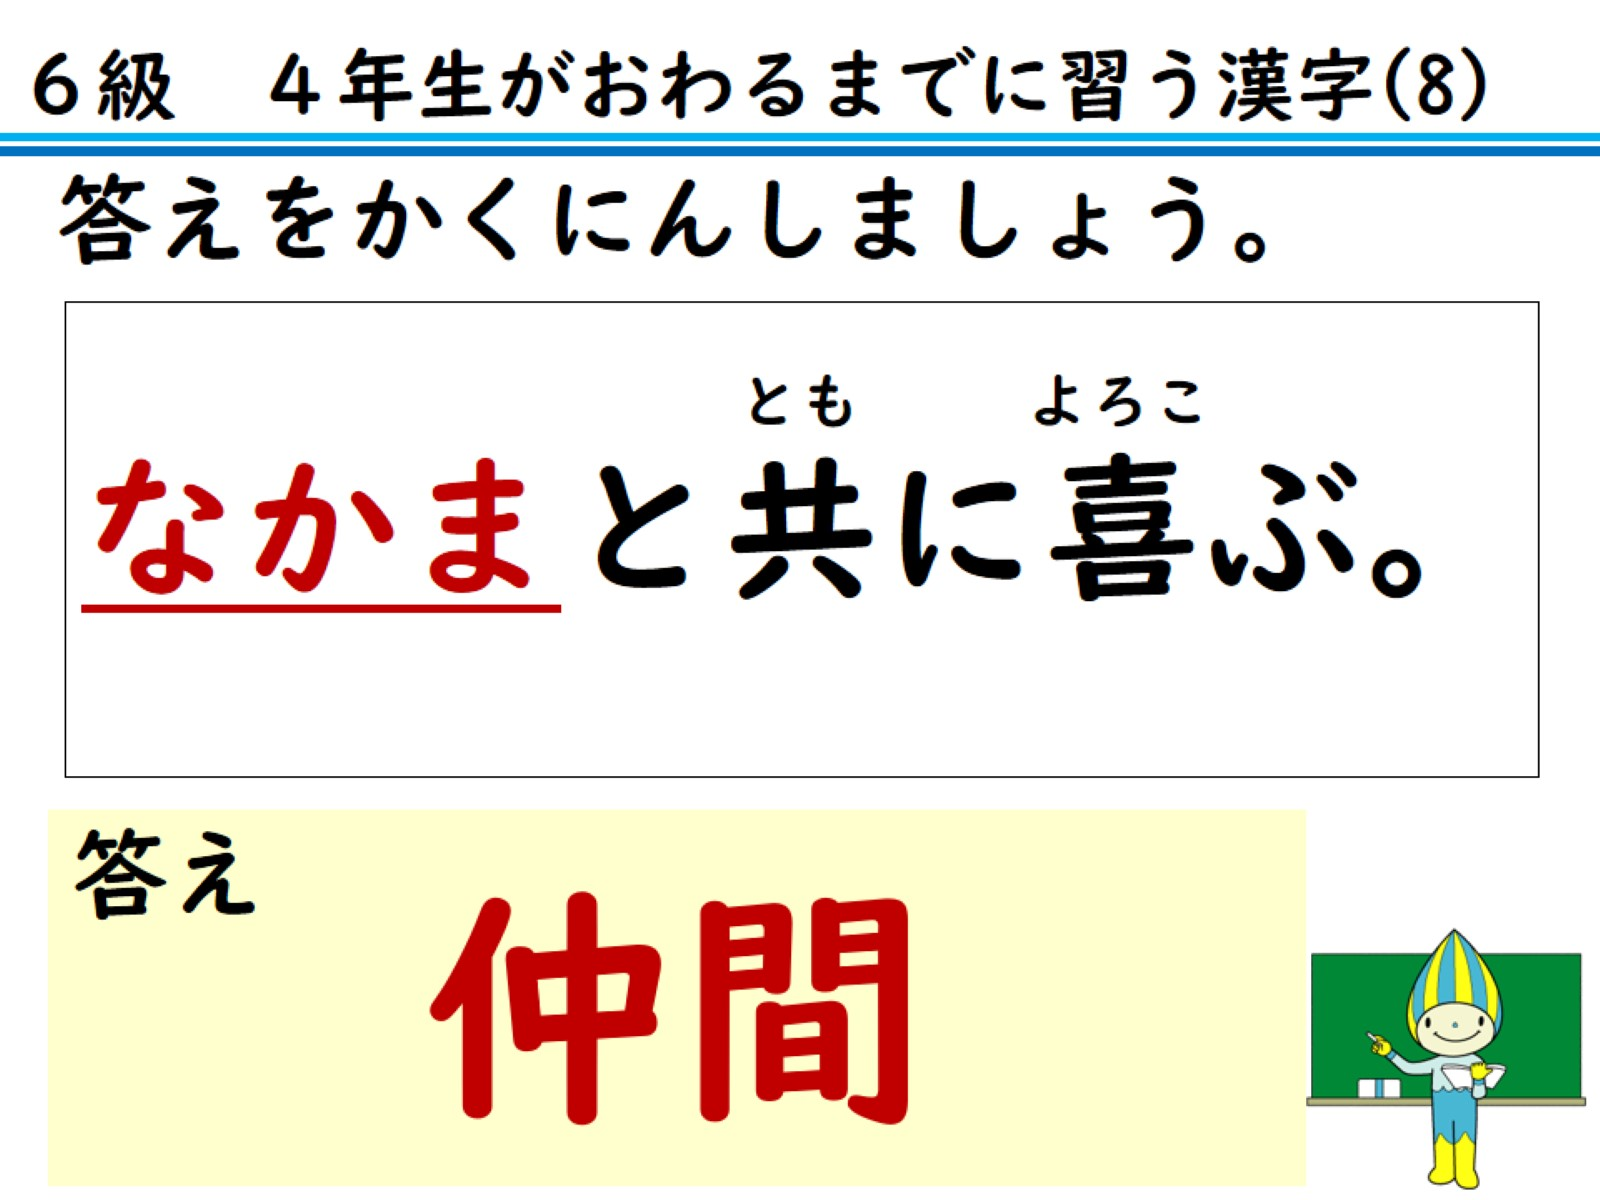 ６級　４年生がおわるまでに習う漢字(8)
答えをかくにんしましょう。
とも　よろこ
なかまと共に喜ぶ。
答え
仲間